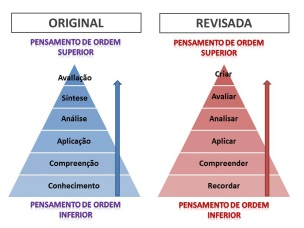 ORIGINAL
PENSAMENTO DE ORDEM
SUPERIOR
Avaliação
Síntese
Análise
Aplicação
Compreenção
Conhecimento
PENSAMENTO DE ORDEM
INFERIOR
REVISADA
PENSAMENTO DE ORDEM
SUPERIOR
Criar
Avaliar
Analisar
Aplicar
Compreender
Recordar
PENSAMENTO DE ORDEM
INFERIOR